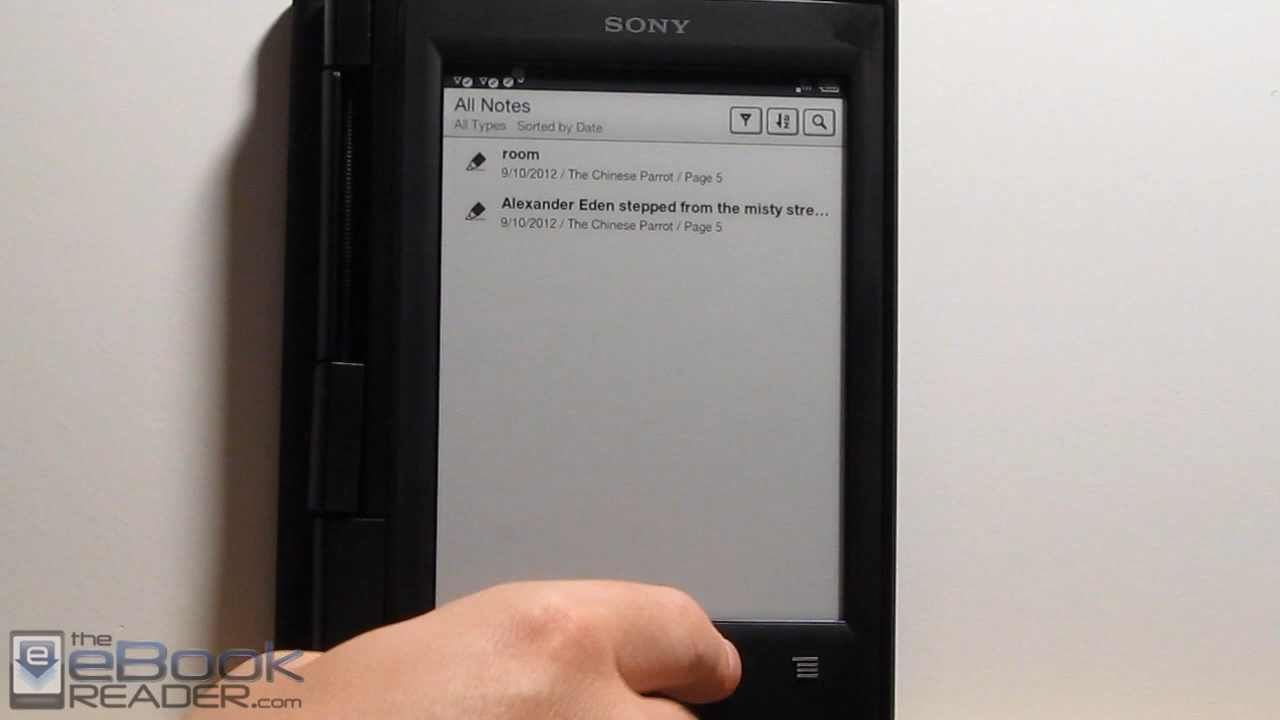 SONY
All Notes
All Types Sorted by Date
room
9/10/2012 / The Chinese Parrot / Page 5
Alexander Eden stepped from the misty stre...
9/10/2012 / The Chinese Parrot / Page 5
the
eBook
READER.com